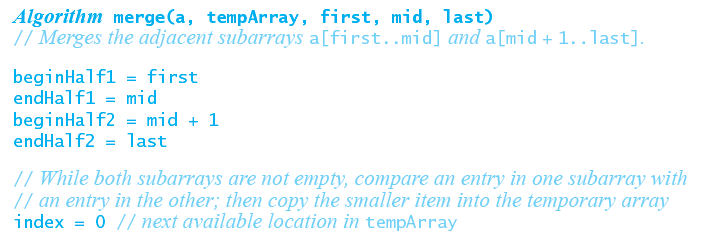 Algorithm merge(a, tempArray, first, mid, last)
// Merges the adjacent subarrays a[first..mid] and a[mid + 1..last].
beginHalf1 = first
endHalf1 = mid
beginHalf2 = mid + 1
endHalf2 = last
// While both subarrays are not empty, compare an entry in one subarray with
// an entry in the other; then copy the smaller item into the temporary array
index = 0 // next available location in tempArray